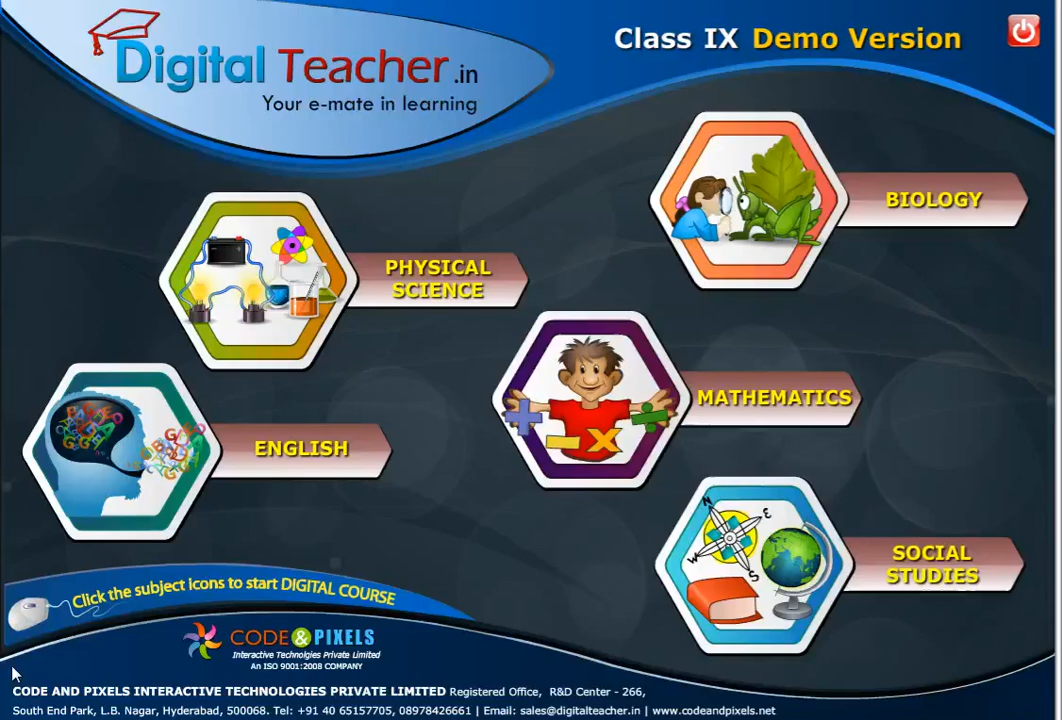 Digital Teacher.in
Your e-mate in learning
Class IX Demo Version
BIOLOGY
PHYSICAL
SCIENCE
MATHEMATICS
ENGLISH
N
E
W
S
SOCIAL
STUDIES
Click the subject icons to start DIGITAL COURSE
CODE & PIXELS
Interactive Technolgies Private Limited
An ISO 9001:2008 COMPANY
CODE AND PIXELS INTERACTIVE TECHNOLOGIES PRIVATE LIMITED Registered Office, R&D Center - 266,
South End Park, L.B. Nagar, Hyderabad, 500068. Tel: +91 40 65157705, 08978426661 | Email: sales@digitalteacher.in | www.codeandpixels.net